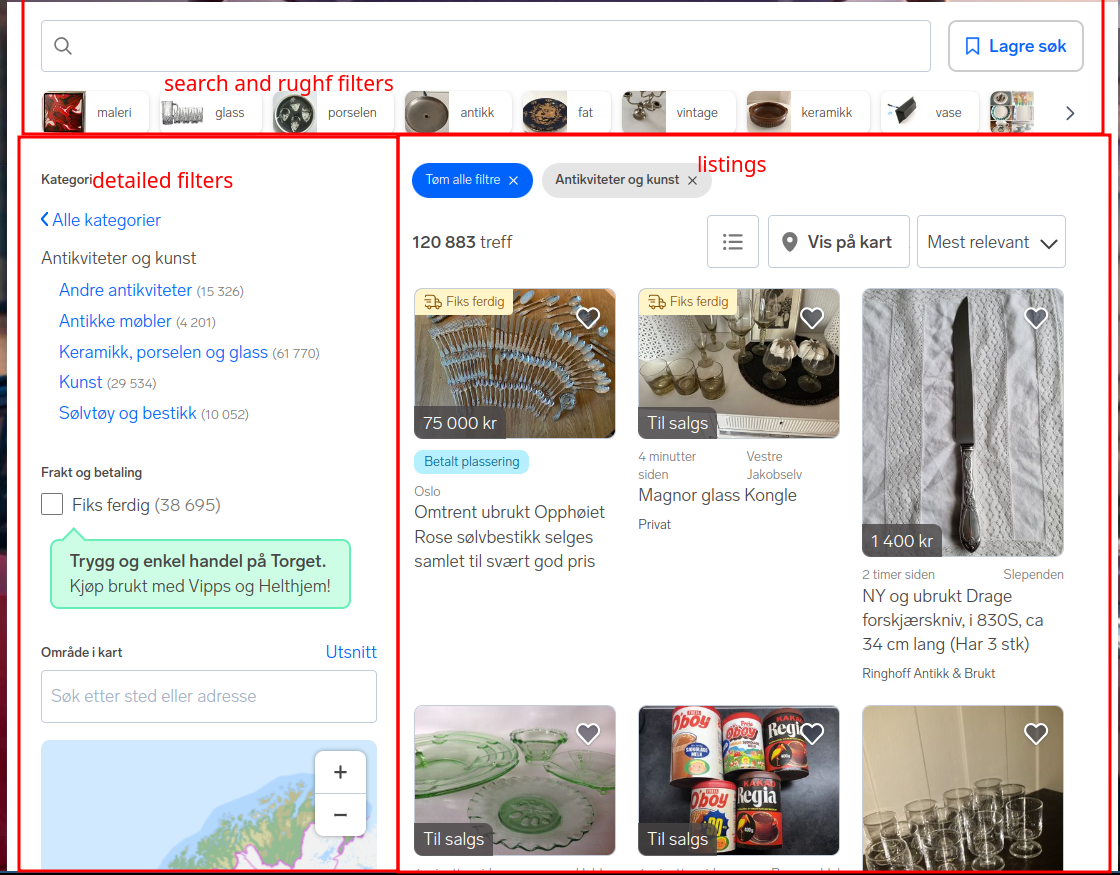 Lagre søk
search and rughf filters
maleri
glass
porselen
antikk
fat
vintage
keramikk
vase
Kategori
detailed filters
Alle kategorier
Antikviteter og kunst
Andre antikviteter (15 326)
Antikke møbler (4 201)
Keramikk, porselen og glass (61 770)
Kunst (29 534)
Sølvtøy og bestikk (10 052)
Frakt og betaling
Fiks ferdig (38 695)
Trygg og enkel handel på Torget.
Kjøp brukt med Vipps og Helthjem!
Område i kart
Utsnitt
Søk etter sted eller adresse
+
−
listings
Tøm alle filtre ×
Antikviteter og kunst ×
120 883 treff
Vis på kart
Mest relevant
Fiks ferdig
75 000 kr
Betalt plassering
Oslo
Omtrent ubrukt Opphøiet
Rose sølvbestikk selges
samlet til svært god pris
Fiks ferdig
Til salgs
4 minutter
siden
Vestre
Jakobselv
Magnor glass Kongle
Privat
1 400 kr
2 timer siden
Slependen
NY og ubrukt Drage
forskjærskniv, i 830S, ca
34 cm lang (Har 3 stk)
Ringhoff Antikk & Brukt
Til salgs
O'boy
Freia
O'boy
KAKAO
Regia
O'boy
KAKAO
Regia
Til salgs